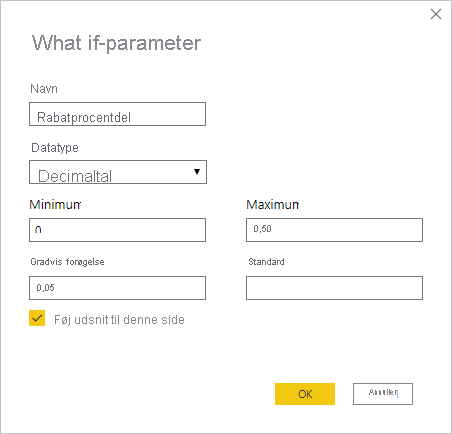 What if-parameter
Navn
Rabatprocentdel
Datatype
Decimaltal
Minimum Maximum
0 0,50
Gradvis forøgelse Standard
0,05
Føj udsnit til denne side
OK Annuller